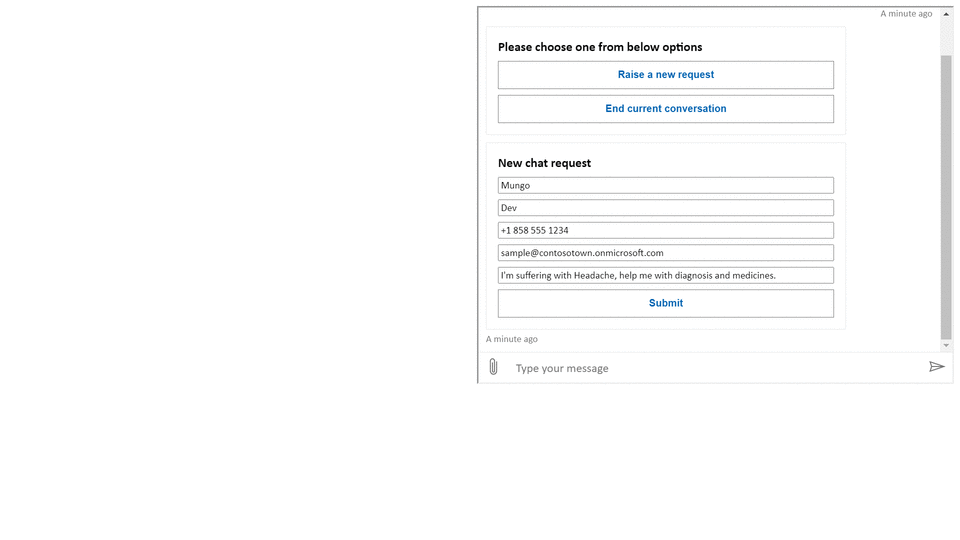 A minute ago
Please choose one from below options
Raise a new request
End current conversation
New chat request
Mungo
Dev
+1 858 555 1234
sample@contosotown.onmicrosoft.com
I'm suffering with Headache, help me with diagnosis and medicines.
Submit
A minute ago
Type your message